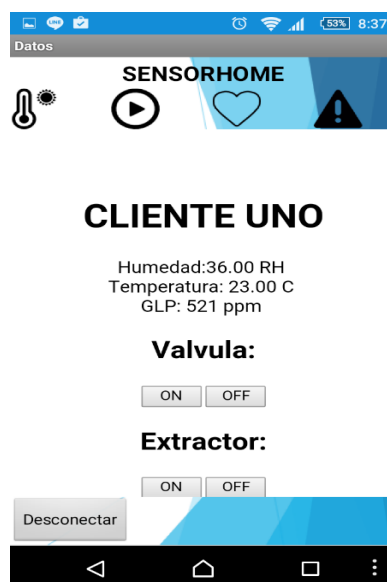 53% 8:37
Datos
SENSORHOME
CLIENTE UNO
Humedad:36.00 RH
Temperatura: 23.00 C
GLP: 521 ppm
Valvula:
ON OFF
Extractor:
ON OFF
Desconectar